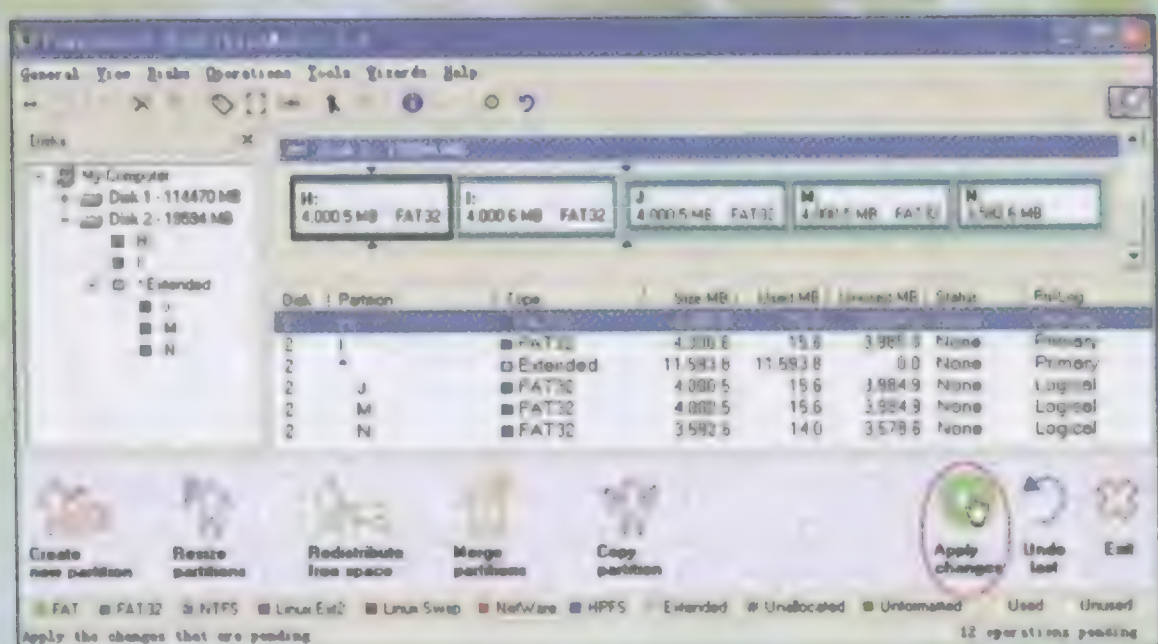 General View Disks Operations Tools Wizards Help
Disks
My Computer
Disk 1 - 114470 MB
Disk 2 - 19594 MB
H
I
* Extended
J
M
N
H:
4,000.5 MB FAT32
I:
4,000.6 MB FAT32
J
4,000.5 MB FAT32
M
MB
N
3,592.6 MB
Disk Partition Type Size MB Used MB Unused MB Status Pri/Log
2 I FAT32 4,000.6 15.6 None Primary
2 * Extended 11,593.8 11,593.8 0.0 None Primary
2 J FAT32 4,000.5 15.6 3,984.9 None Logical
2 M FAT32 4,000.5 15.6 3,984.9 None Logical
2 N FAT32 3,592.6 14.0 3,578.6 None Logical
Create
new partition
Resize
partitions
Redistribute
free space
Merge
partitions
Copy
partition
Apply
changes
Undo
last
Exit
FAT FAT32 NTFS Linux Ext2 Linux Swap NetWare HPFS Extended Unallocated Unformatted Used Unused
Apply the changes that are pending
12 operations pending